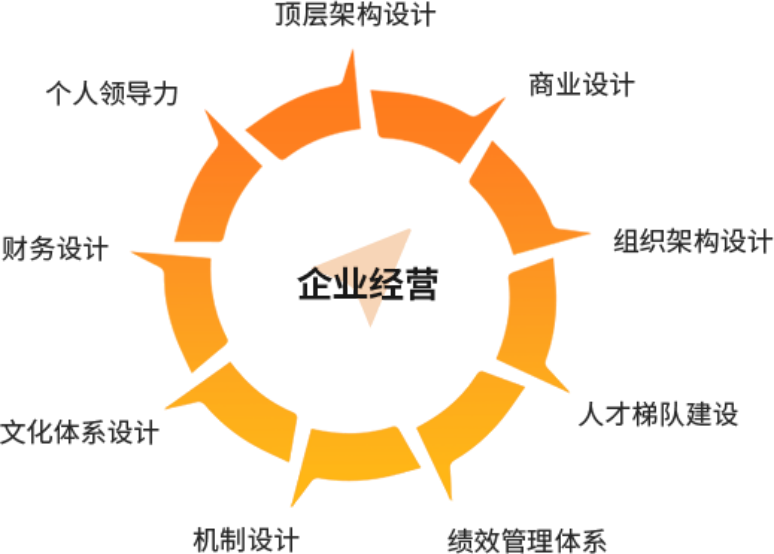 顶层架构设计
商业设计
组织架构设计
人才梯队建设
绩效管理体系
机制设计
文化体系设计
财务设计
个人领导力
企业经营